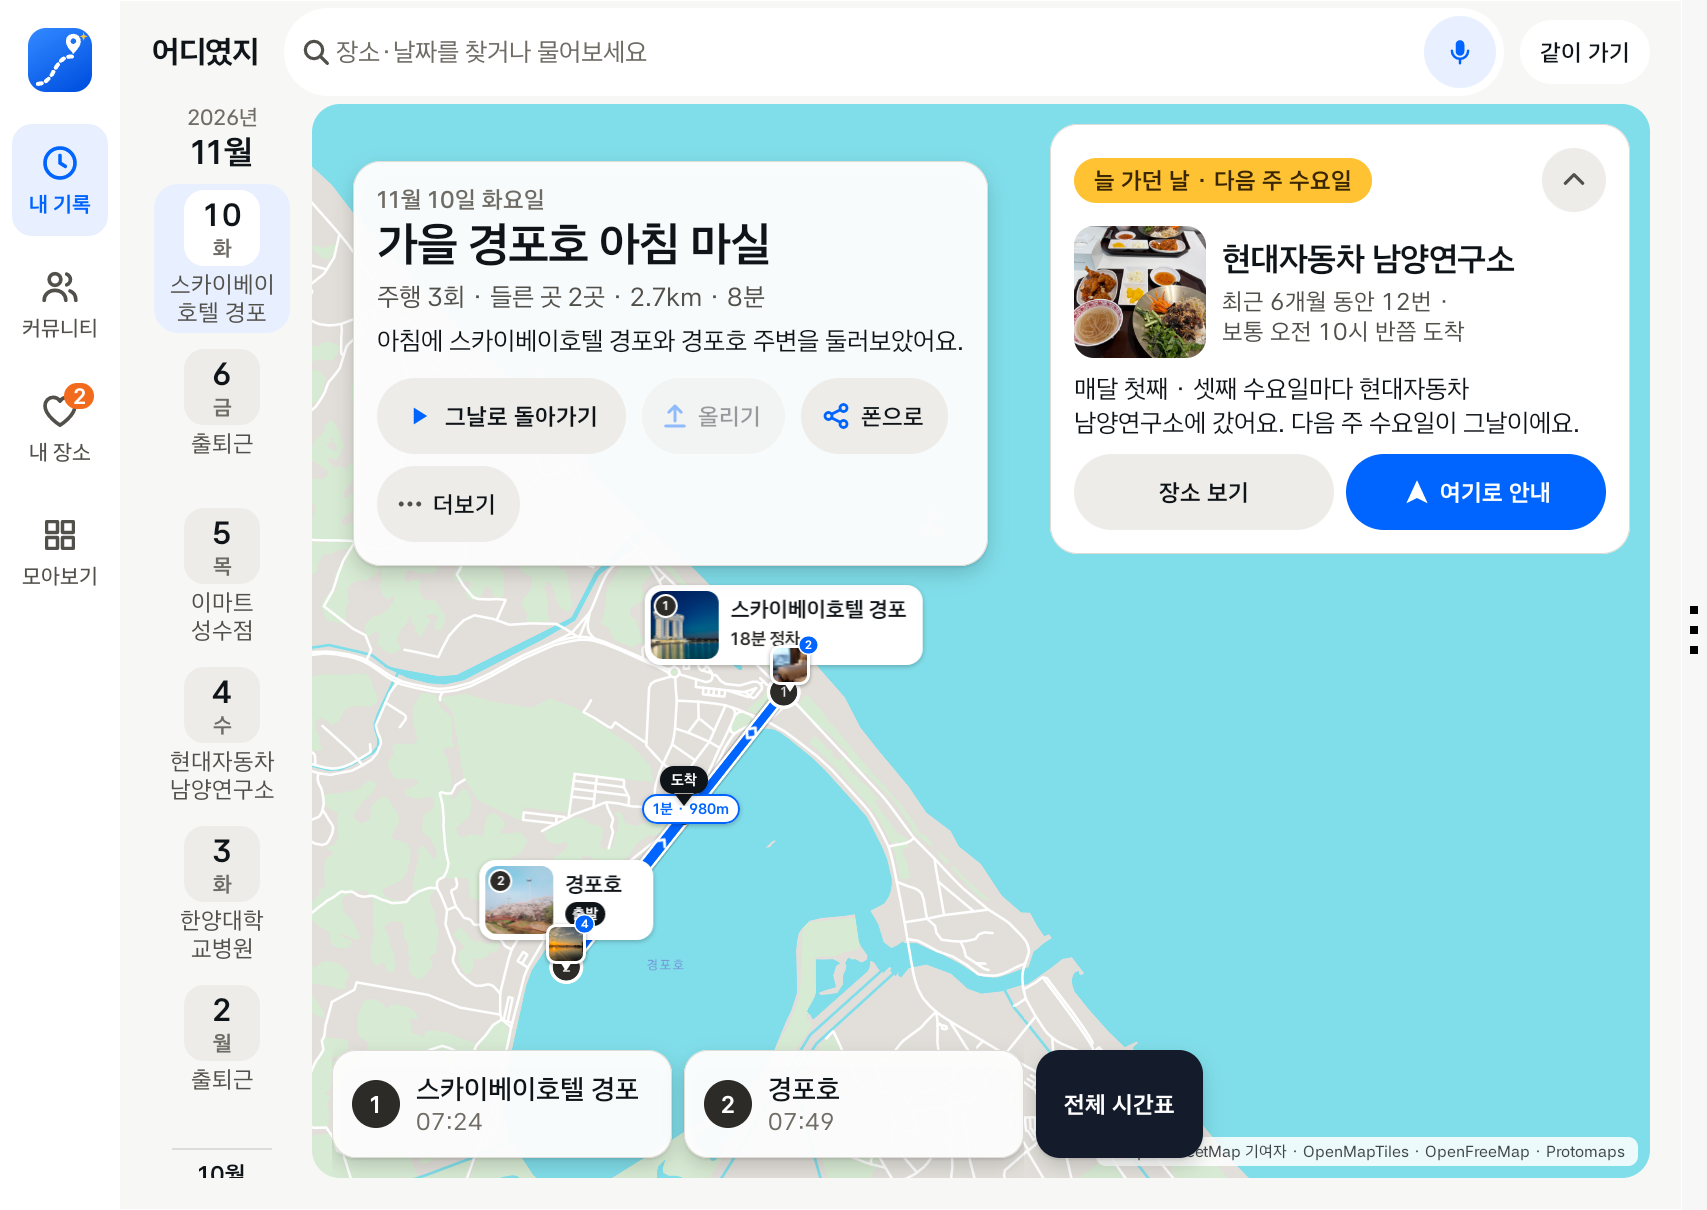 어디였지
장소·날짜를 찾거나 물어보세요
같이 가기
내 기록
커뮤니티
2
내 장소
모아보기
2026년
11월
10
화
스카이베이
호텔 경포
6
금
출퇴근
5
목
이마트
성수점
4
수
현대자동차
남양연구소
3
화
한양대학
교병원
2
월
출퇴근
10월
11월 10일 화요일
가을 경포호 아침 마실
주행 3회 · 들른 곳 2곳 · 2.7km · 8분
아침에 스카이베이호텔 경포와 경포호 주변을 둘러보았어요.
그날로 돌아가기
올리기
폰으로
더보기
늘 가던 날 · 다음 주 수요일
현대자동차 남양연구소
최근 6개월 동안 12번 ·
보통 오전 10시 반쯤 도착
매달 첫째 · 셋째 수요일마다 현대자동차
남양연구소에 갔어요. 다음 주 수요일이 그날이에요.
장소 보기
여기로 안내
1
스카이베이호텔 경포
18분 정차
2
1
도착
1분 · 980m
2
경포호
출발
4
경포호
1
스카이베이호텔 경포
07:24
2
경포호
07:49
전체 시간표
기여자 · OpenMapTiles · OpenFreeMap · Protomaps